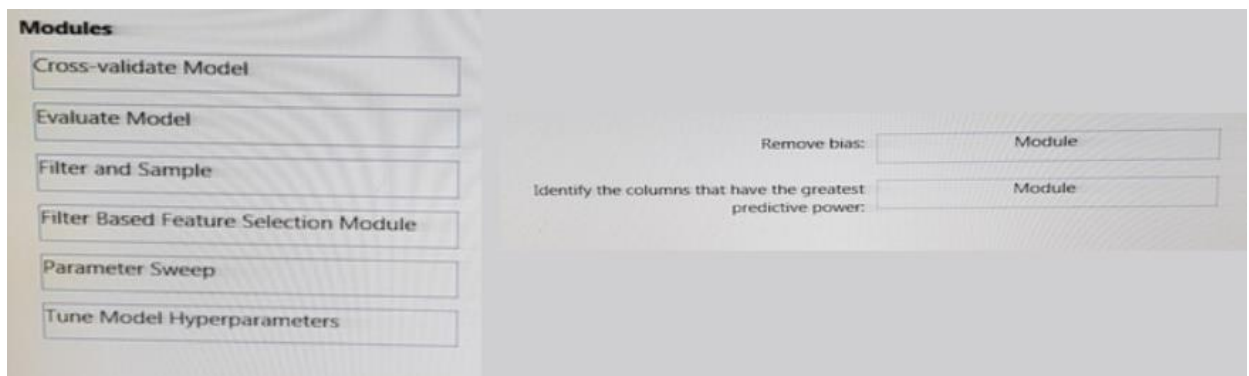 Modules
Cross-validate Model
Evaluate Model
Filter and Sample
Filter Based Feature Selection Module
Parameter Sweep
Tune Model Hyperparameters
Remove bias:
Module
Identify the columns that have the greatest
predictive power:
Module